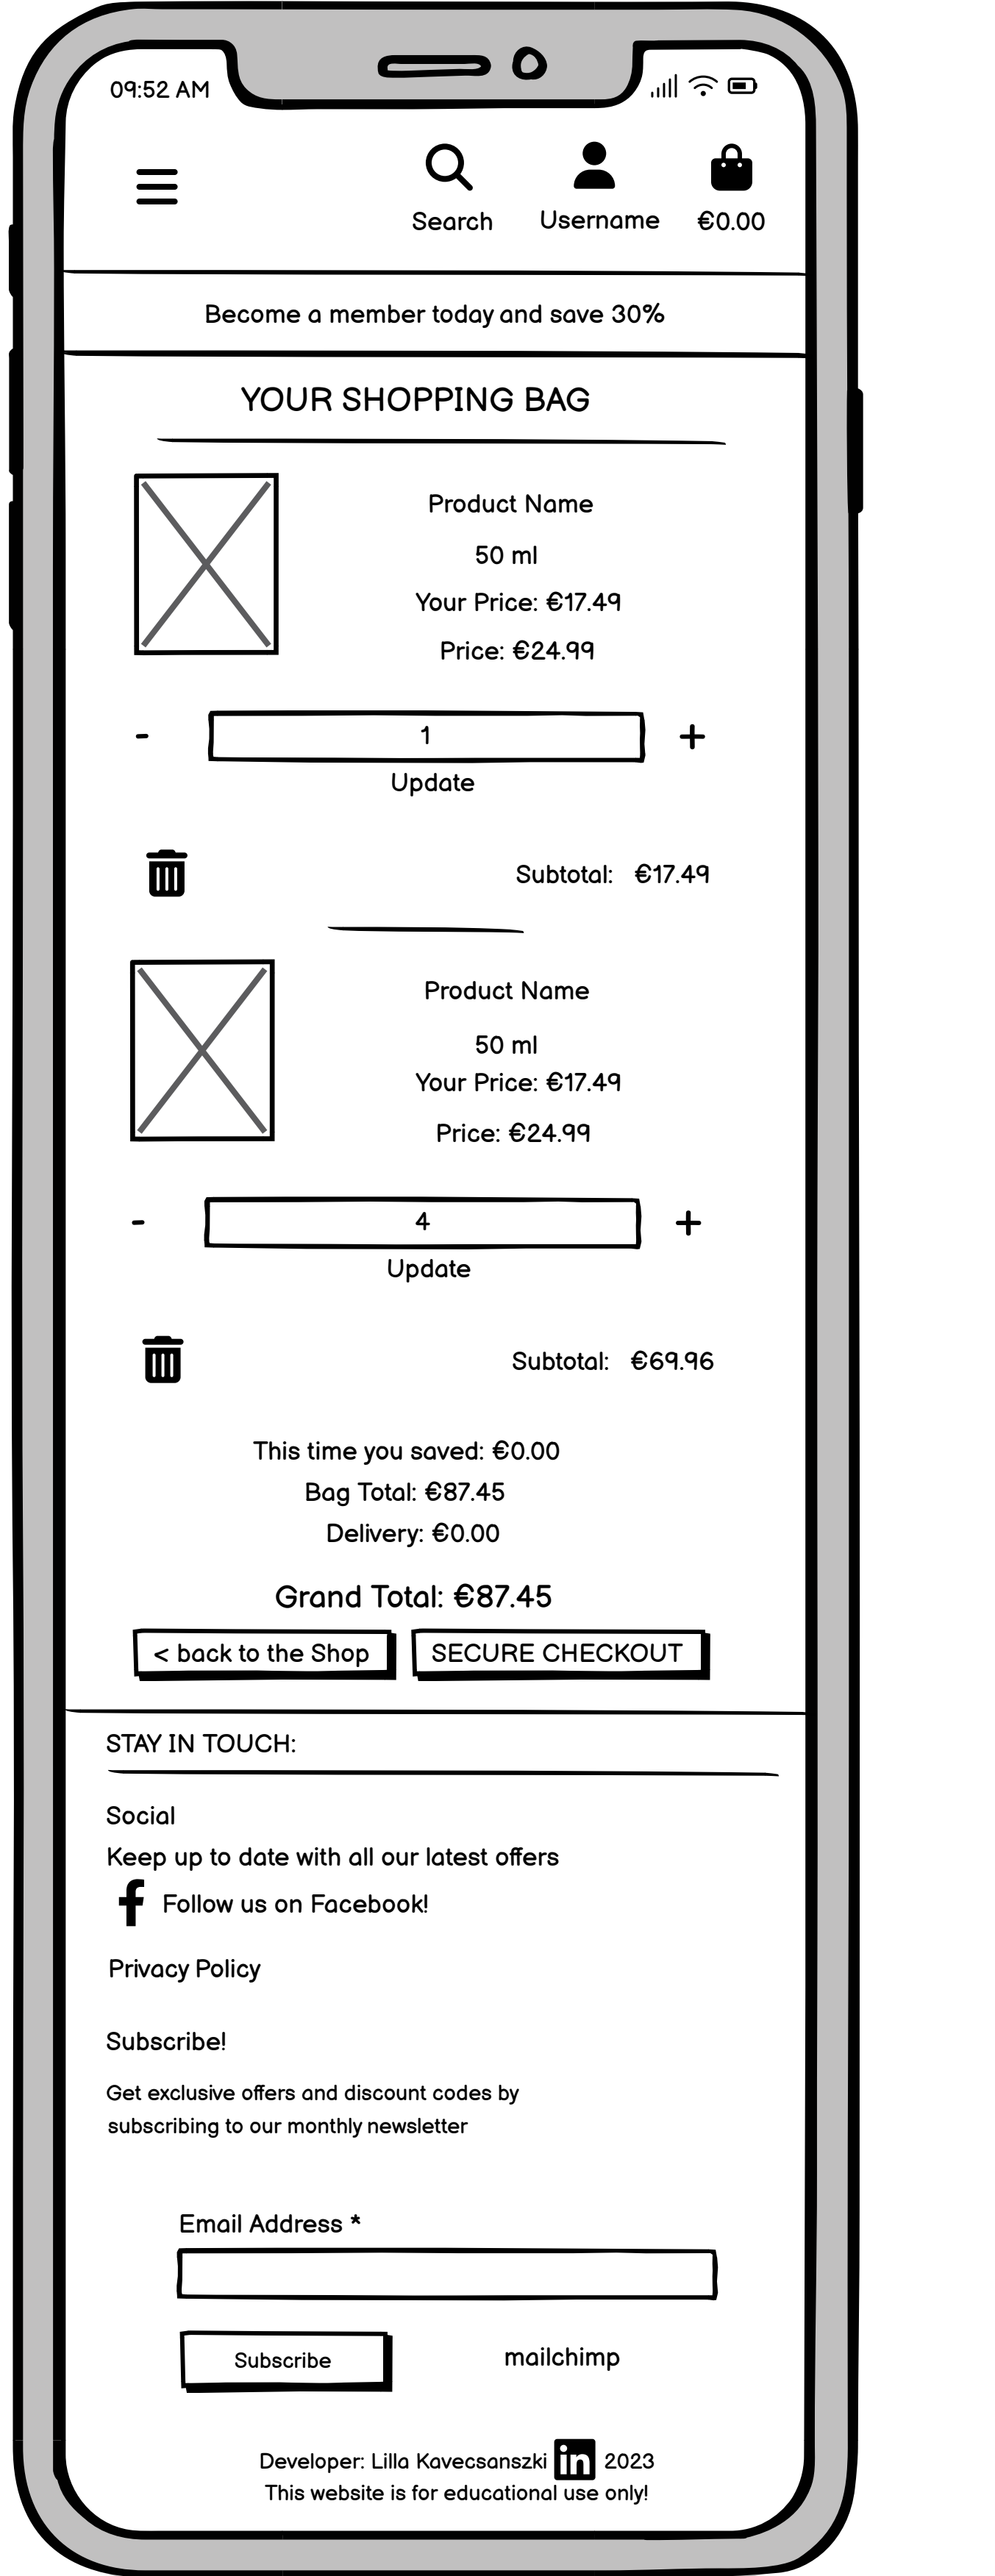 09:52 AM
Search Username €0.00
Become a member today and save 30%
YOUR SHOPPING BAG
Product Name
50 ml
Your Price: €17.49
Price: €24.99
- 1 +
Update
Subtotal: €17.49
Product Name
50 ml
Your Price: €17.49
Price: €24.99
- 4 +
Update
Subtotal: €69.96
This time you saved: €0.00
Bag Total: €87.45
Delivery: €0.00
Grand Total: €87.45
< back to the Shop SECURE CHECKOUT
STAY IN TOUCH:
Social
Keep up to date with all our latest offers
f Follow us on Facebook!
Privacy Policy
Subscribe!
Get exclusive offers and discount codes by
subscribing to our monthly newsletter
Email Address *
Subscribe mailchimp
Developer: Lilla Kavecsanszki in 2023
This website is for educational use only!